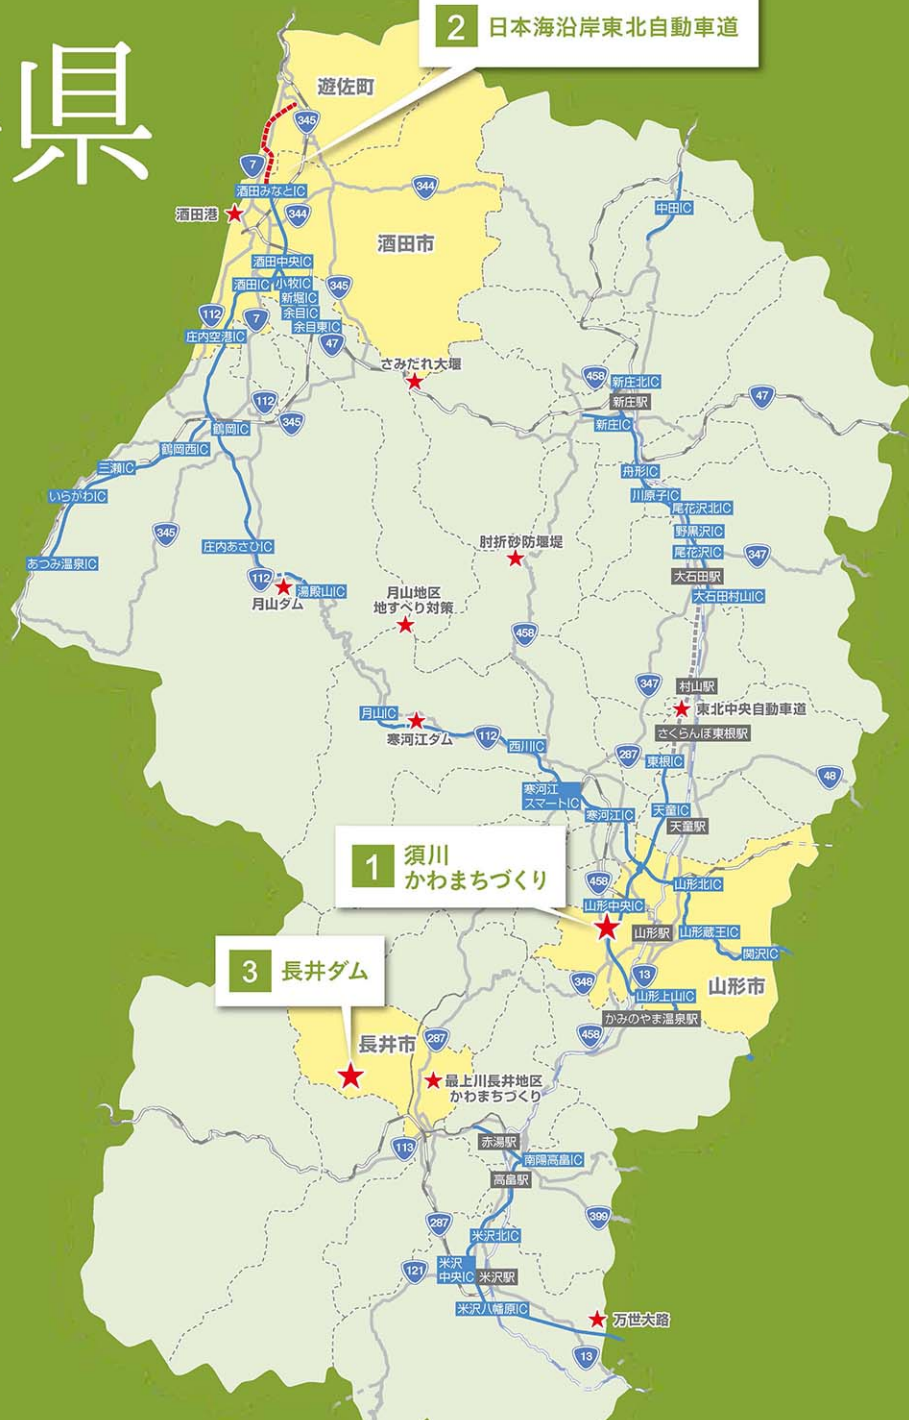 県
2 日本海沿岸東北自動車道
遊佐町
345
7
酒田みなとIC
344
酒田港
344
中田IC
酒田市
酒田中央IC
酒田IC
小牧IC
345
新堀IC
112
7
余目IC
余目東IC
庄内空港IC
47
さみだれ大堰
458
新庄北IC
新庄駅
47
112
345
新庄IC
鶴岡IC
鶴岡西IC
三瀬IC
舟形IC
いらがわIC
川原子IC
尾花沢北IC
野黒沢IC
345
庄内あさひIC
肘折砂防堰堤
尾花沢IC
347
あつみ温泉IC
112
大石田駅
湯殿山IC
月山ダム
月山地区
地すべり対策
大石田村山IC
458
347
村山駅
東北中央自動車道
月山IC
寒河江ダム
112
さくらんぼ東根駅
西川IC
287
東根IC
48
寒河江
スマートIC
寒河江IC
天童IC
天童駅
1 須川
かわまちづくり
458
山形北IC
山形中央IC
山形駅
山形蔵王IC
関沢IC
3 長井ダム
348
13
山形市
山形上山IC
かみのやま温泉駅
長井市
287
458
最上川長井地区
かわまちづくり
113
赤湯駅
南陽高畠IC
高畠駅
287
399
米沢北IC
121
米沢
中央IC
米沢駅
米沢八幡原IC
万世大路
13